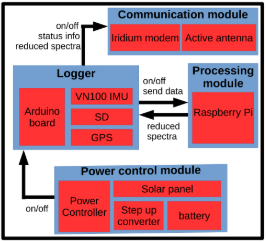 Communication module
on/off
status info
reduced spectra
Iridium modem
Active antenna
Logger
Arduino
board
VN100 IMU
SD
GPS
on/off
send data
reduced
spectra
Processing
module
Raspberry Pi
Power control module
on/off
Power
Controller
Solar panel
Step up
converter
battery